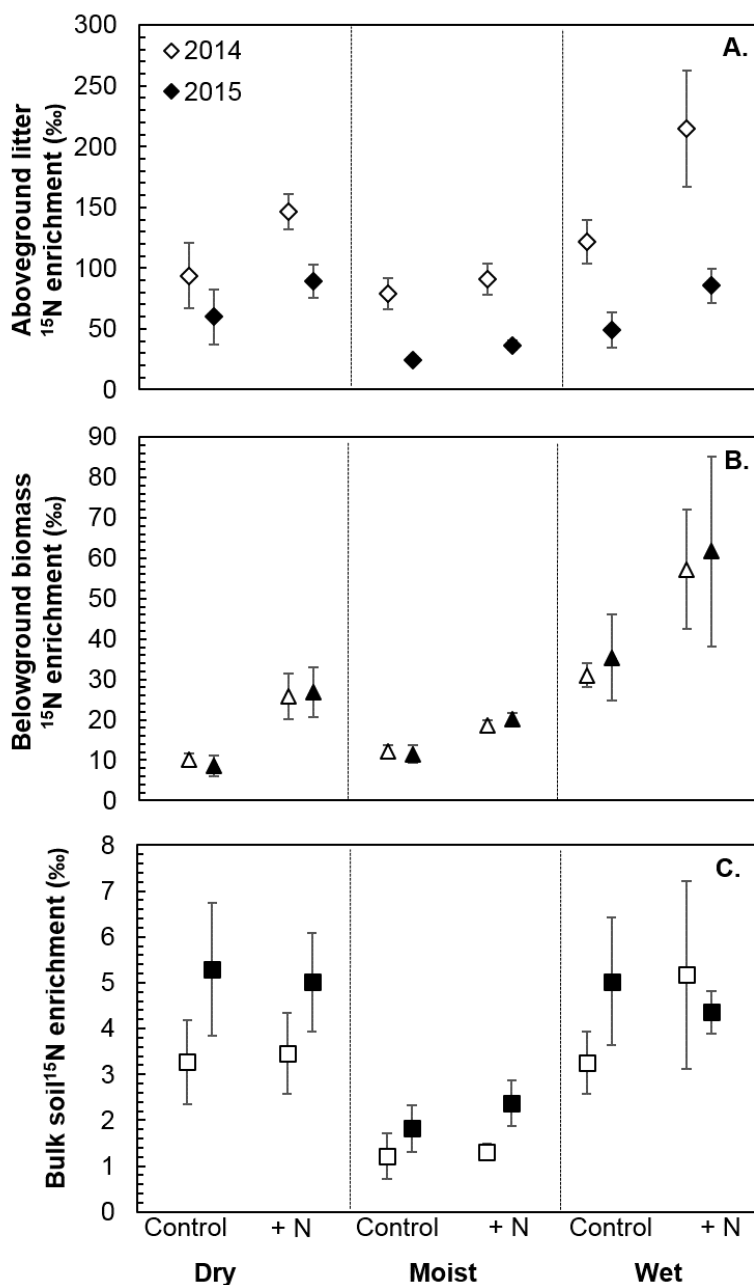 Aboveground litter
¹⁵N enrichment (‰)
300
250
200
150
100
50
0
2014
2015
A.
Belowground biomass
¹⁵N enrichment (‰)
90
80
70
60
50
40
30
20
10
0
B.
Bulk soil¹⁵N enrichment (‰)
8
7
6
5
4
3
2
1
0
C.
Control + N Control + N Control + N
Dry Moist Wet